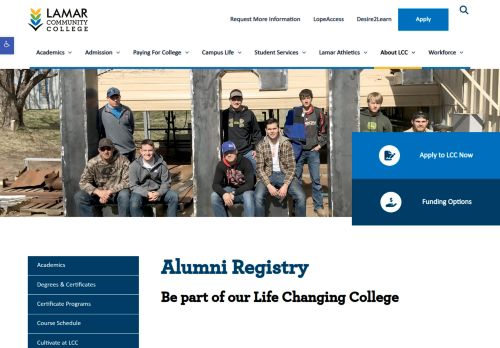 LAMAR
COMMUNITY
COLLEGE
Request More Information
LopeAccess
Desire2Learn
Apply
Academics
Admission
Paying For College
Campus Life
Student Services
Lamar Athletics
About LCC
Workforce
Apply to LCC Now
Funding Options
Academics
Degrees & Certificates
Certificate Programs
Course Schedule
Cultivate at LCC
Alumni Registry
Be part of our Life Changing College